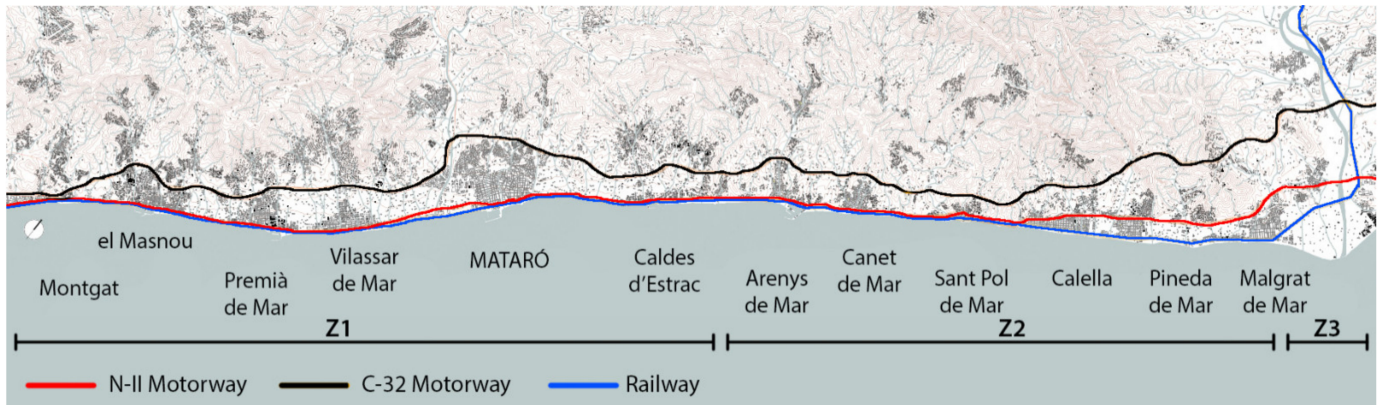 el Masnou
Montgat
Premià
de Mar
Vilassar
de Mar
MATARÓ
Caldes
d'Estrac
Arenys
de Mar
Canet
de Mar
Sant Pol
de Mar
Calella
Pineda
de Mar
Malgrat
de Mar
Z1
Z2
Z3
N-II Motorway
C-32 Motorway
Railway